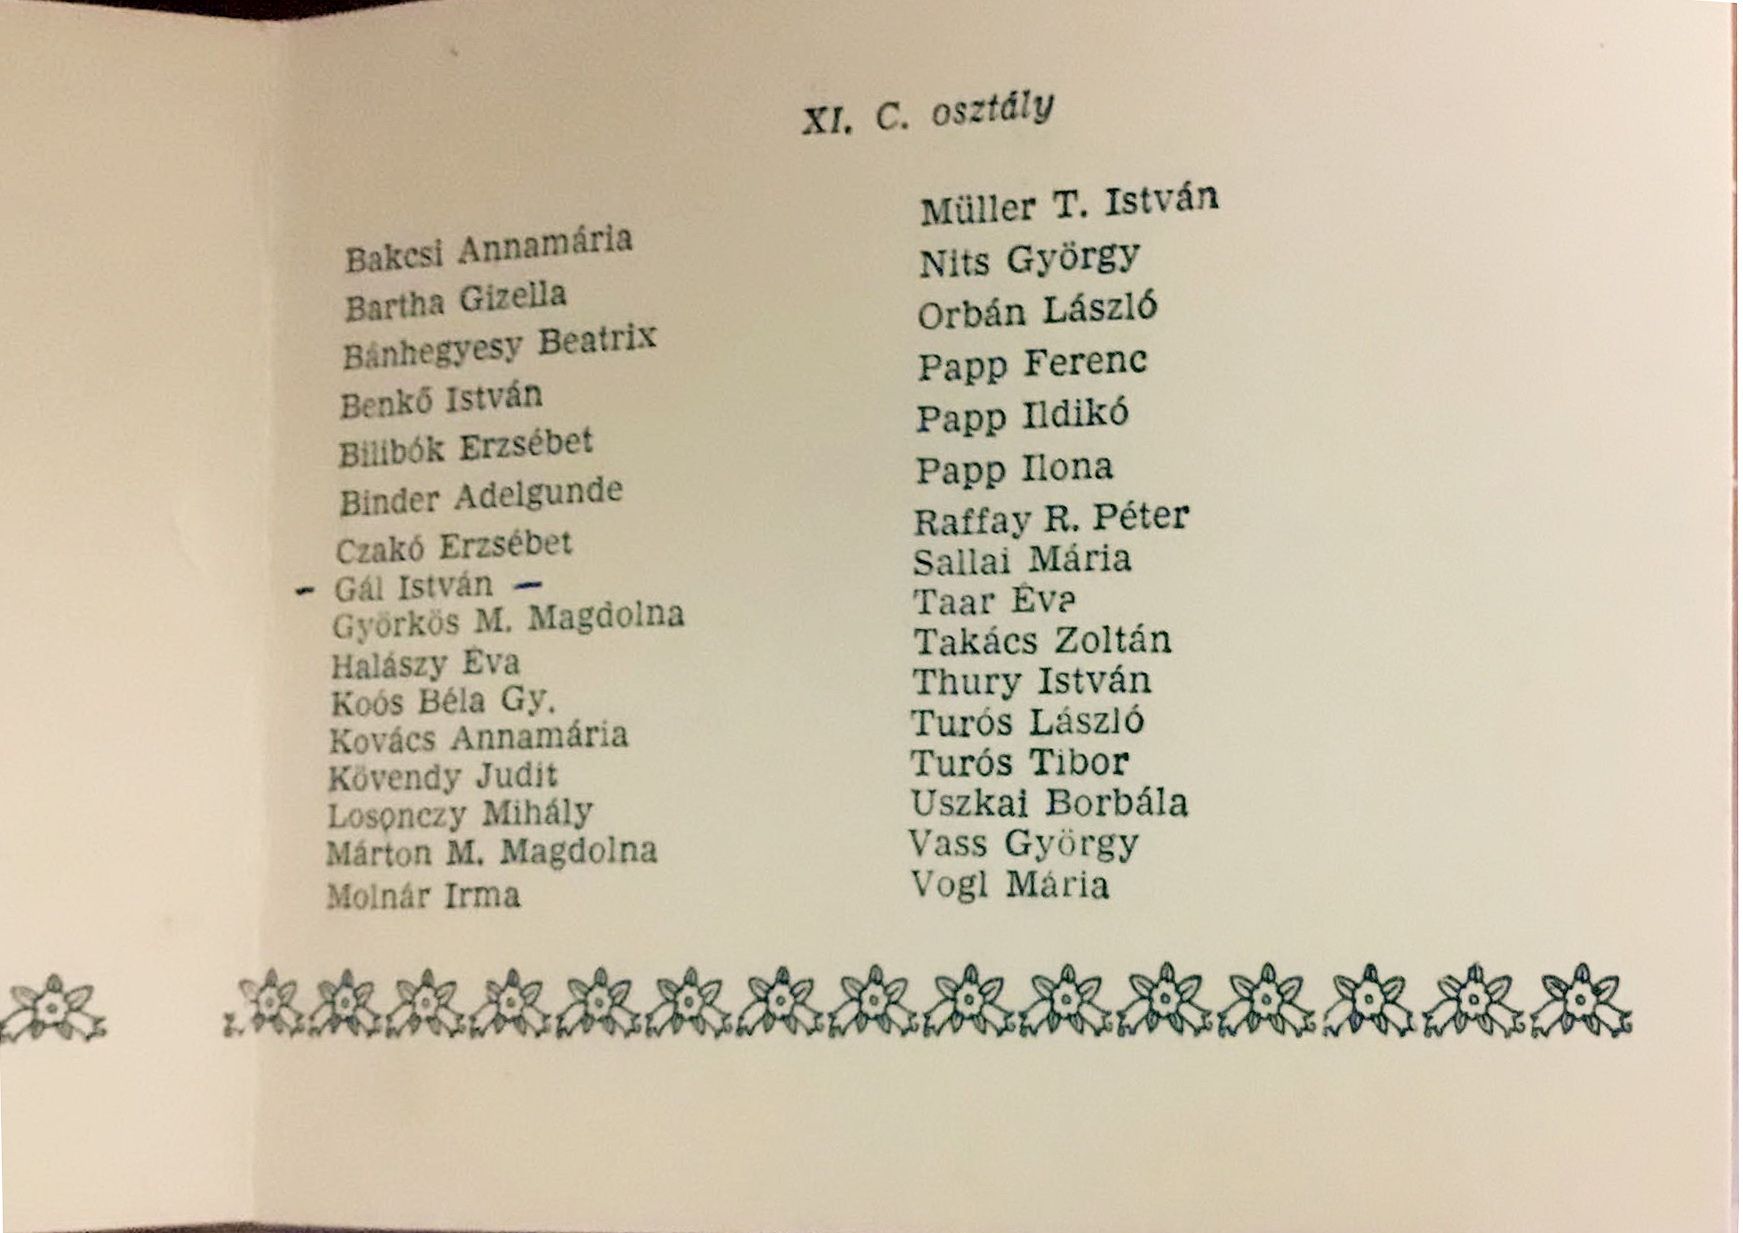 XI. C. osztály
Bakcsi Annamária
Bartha Gizella
Bánhegyesy Beatrix
Benkő István
Bilibók Erzsébet
Binder Adelgunde
Czakó Erzsébet
- Gál István -
Györkös M. Magdolna
Halászy Éva
Koós Béla Gy.
Kovács Annamária
Kövendy Judit
Losonczy Mihály
Márton M. Magdolna
Molnár Irma
Müller T. István
Nits György
Orbán László
Papp Ferenc
Papp Ildikó
Papp Ilona
Raffay R. Péter
Sallai Mária
Taar Éva
Takács Zoltán
Thury István
Turós László
Turós Tibor
Uszkai Borbála
Vass György
Vogl Mária